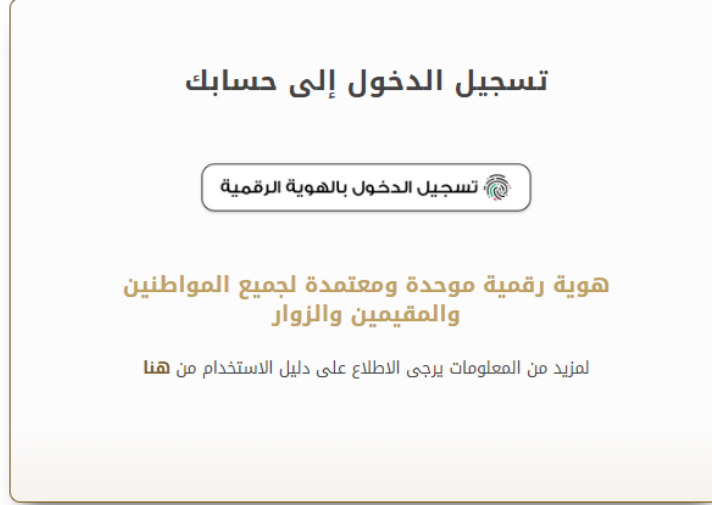 تسجيل الدخول إلى حسابك
تسجيل الدخول بالهوية الرقمية
هوية رقمية موحدة ومعتمدة لجميع المواطنين
والمقيمين والزوار
لمزيد من المعلومات يرجى الاطلاع على دليل الاستخدام من هنا